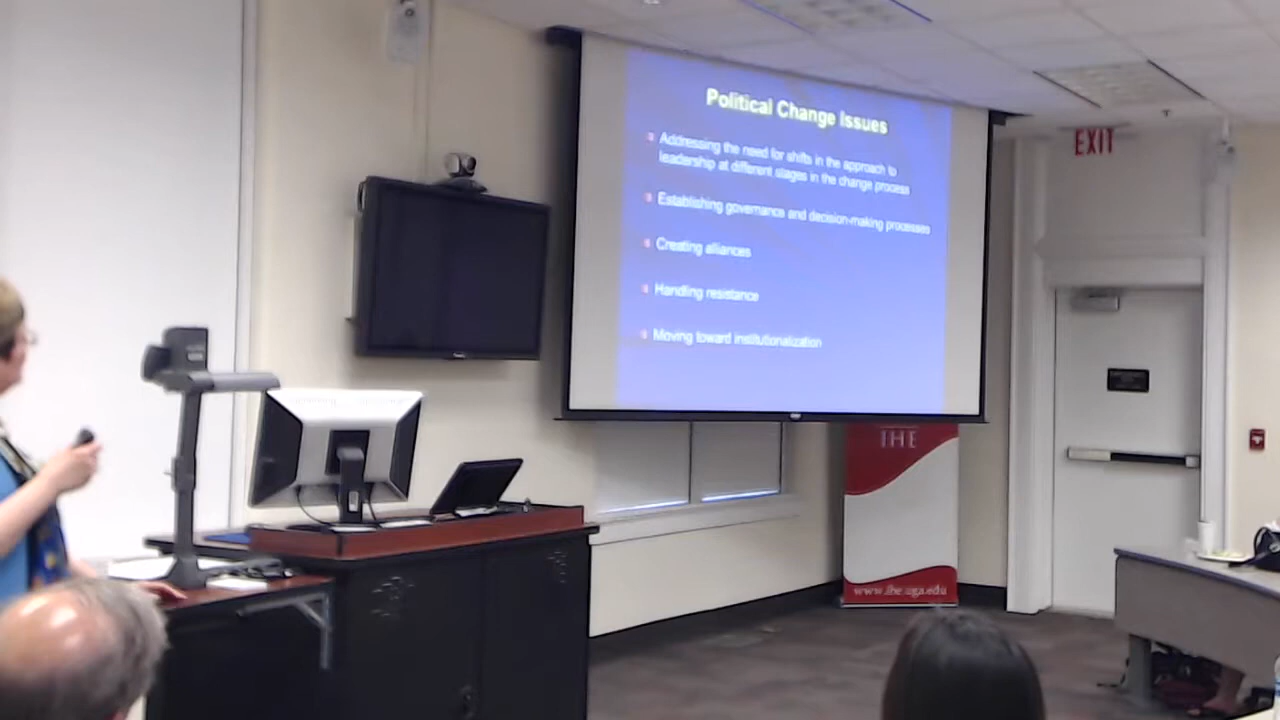 Political Change Issues
Addressing the need for shifts in the approach to
leadership at different stages in the change process
Establishing governance and decision-making processes
Creating alliances
Handling resistance
Moving toward institutionalization
EXIT
IHE
www.ihe.uga.edu